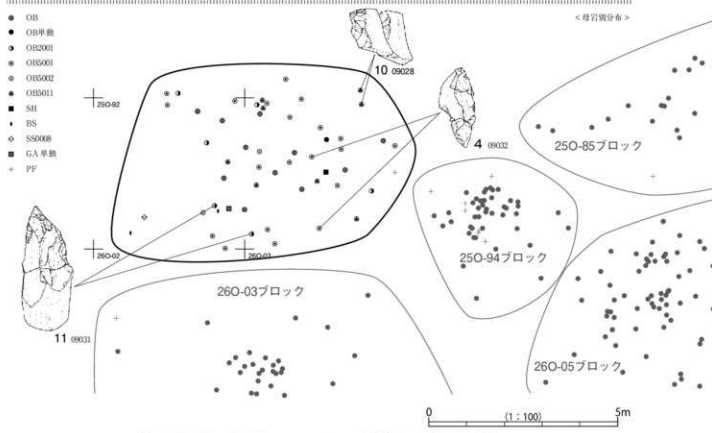 <母岩別分布>
OB
OB単独
OB2001
OB5001
OB5002
OB5011
SH
BS
SS0008
GA単独
PF
10 09028
4 09032
11 09031
25O-92
26O-02
26O-03
25O-85ブロック
25O-94ブロック
26O-03ブロック
26O-05ブロック
0 (1:100) 5m